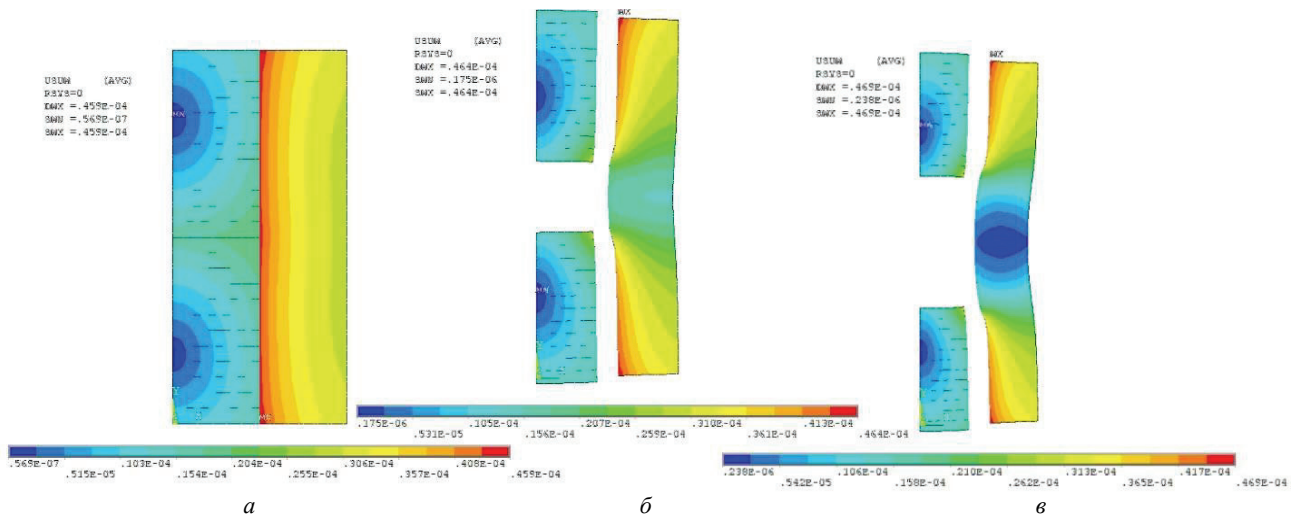 USUM (AVG)
RSYS=0
DMX =.459E-04
SMN =.569E-07
SMX =.459E-04
MN
MX
.569E-07 .103E-04 .204E-04 .306E-04 .408E-04
.515E-05 .154E-04 .255E-04 .357E-04 .459E-04
а
MX
USUM (AVG)
RSYS=0
DMX =.464E-04
SMN =.175E-06
SMX =.464E-04
MN
MN
.175E-06 .105E-04 .207E-04 .310E-04 .413E-04
.531E-05 .156E-04 .259E-04 .361E-04 .464E-04
б
MX
USUM (AVG)
RSYS=0
DMX =.469E-04
SMN =.238E-06
SMX =.469E-04
MN
.238E-06 .106E-04 .210E-04 .313E-04 .417E-04
.542E-05 .158E-04 .262E-04 .365E-04 .469E-04
в